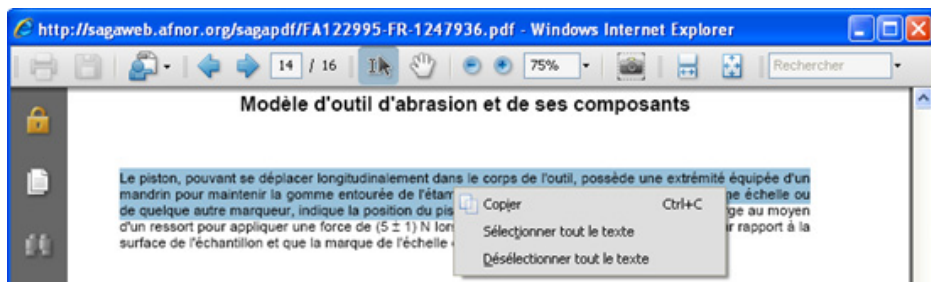 http://sagaweb.afnor.org/sagapdf/FA122995-FR-1247936.pdf - Windows Internet Explorer
14 / 16 75% Rechercher
Modèle d'outil d'abrasion et de ses composants
Le piston, pouvant se déplacer longitudinalement dans le corps de l'outil, possède une extrémité équipée d'un
mandrin pour maintenir la gomme entourée de l'étam ne échelle ou
de quelque autre marqueur, indique la position du pis ge au moyen
d'un ressort pour appliquer une force de (5 ± 1) N lors r rapport à la
surface de l'échantillon et que la marque de l'échelle
Copier Ctrl+C
Sélectionner tout le texte
Désélectionner tout le texte